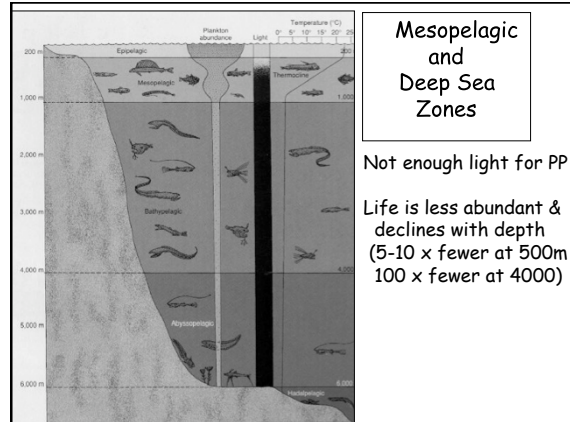 Mesopelagic
and
Deep Sea
Zones
Not enough light for PP
Life is less abundant &
declines with depth
(5-10 x fewer at 500m
100 x fewer at 4000)
Plankton
abundance
Light
Temperature (°C)
0° 5° 10° 15° 20 25
200 m
Epipelagic
200
Mesopelagic
Thermocline
1,000 m
1,000
2,000 m
3,000 m
Bathypelagic
4,000 m
4,000
5,000 m
Abyssopelagic
6,000 m
6,000
Hadalpelagic